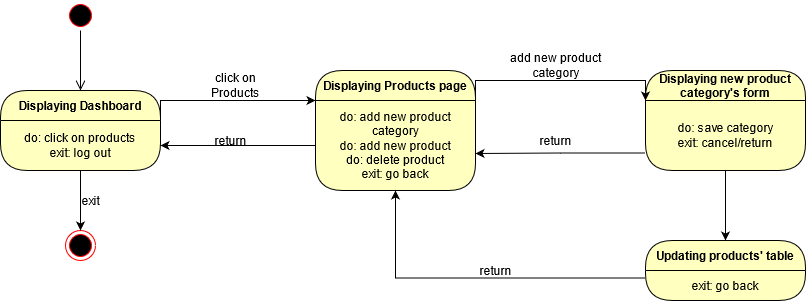 Displaying Dashboard
do: click on products
exit: log out
exit
click on
Products
return
Displaying Products page
do: add new product
category
do: add new product
do: delete product
exit: go back
add new product
category
return
Displaying new product
category's form
do: save category
exit: cancel/return
Updating products' table
exit: go back
return